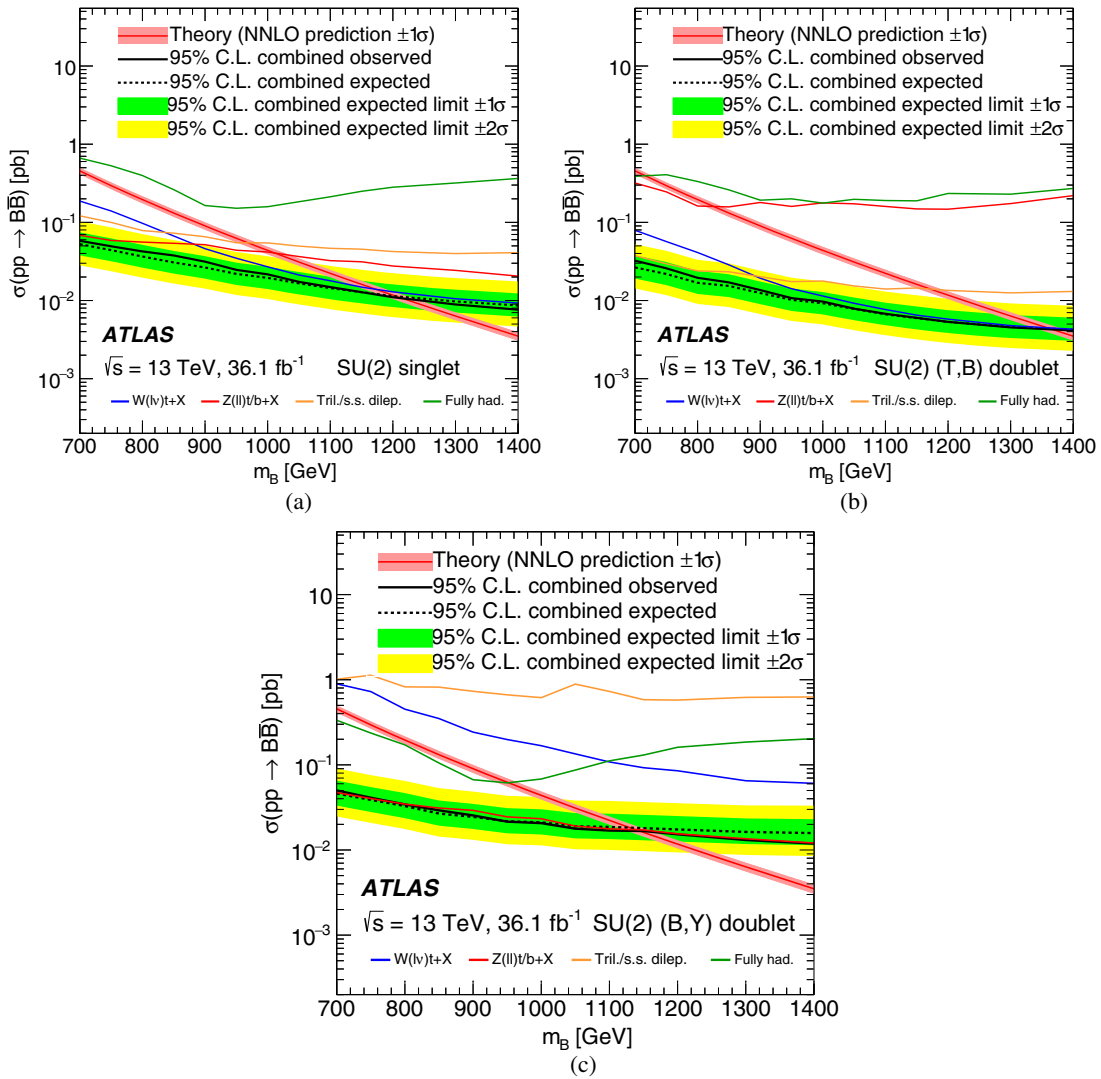 Theory (NNLO prediction ±1σ)
95% C.L. combined observed
95% C.L. combined expected
95% C.L. combined expected limit ±1σ
95% C.L. combined expected limit ±2σ
σ(pp → BB̅) [pb]
10
1
10⁻¹
10⁻²
10⁻³
ATLAS
√s = 13 TeV, 36.1 fb⁻¹ SU(2) singlet
W(lν)t+X Z(ll)t/b+X Tril./s.s. dilep. Fully had.
700 800 900 1000 1100 1200 1300 1400
m_B [GeV]
(a)
Theory (NNLO prediction ±1σ)
95% C.L. combined observed
95% C.L. combined expected
95% C.L. combined expected limit ±1σ
95% C.L. combined expected limit ±2σ
σ(pp → BB̅) [pb]
10
1
10⁻¹
10⁻²
10⁻³
ATLAS
√s = 13 TeV, 36.1 fb⁻¹ SU(2) (T,B) doublet
W(lν)t+X Z(ll)t/b+X Tril./s.s. dilep. Fully had.
700 800 900 1000 1100 1200 1300 1400
m_B [GeV]
(b)
Theory (NNLO prediction ±1σ)
95% C.L. combined observed
95% C.L. combined expected
95% C.L. combined expected limit ±1σ
95% C.L. combined expected limit ±2σ
σ(pp → BB̅) [pb]
10
1
10⁻¹
10⁻²
10⁻³
ATLAS
√s = 13 TeV, 36.1 fb⁻¹ SU(2) (B,Y) doublet
W(lν)t+X Z(ll)t/b+X Tril./s.s. dilep. Fully had.
700 800 900 1000 1100 1200 1300 1400
m_B [GeV]
(c)